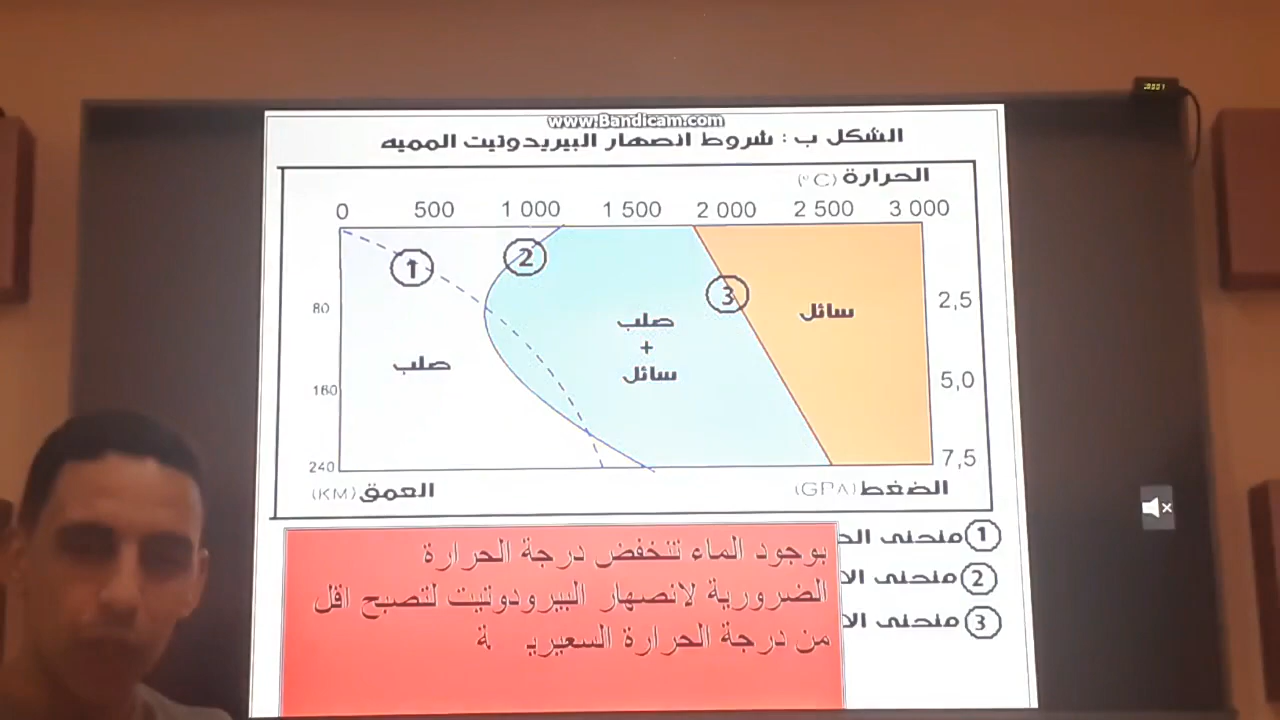 www.Bandicam.com
الشكل ب : شروط انصهار البيريدوتيت المميه
الحرارة (°C)
0 500 1 000 1 500 2 000 2 500 3 000
1
2
3
80
160
240
2,5
5,0
7,5
صلب
صلب
+
سائل
سائل
العمق (KM)
الضغط (GPA)
1 منحنى
2 منحنى
3 منحنى
بوجود الماء تنخفض درجة الحرارة
الضرورية لانصهار البيرودوتيت لتصبح اقل
من درجة الحرارة السعيرية